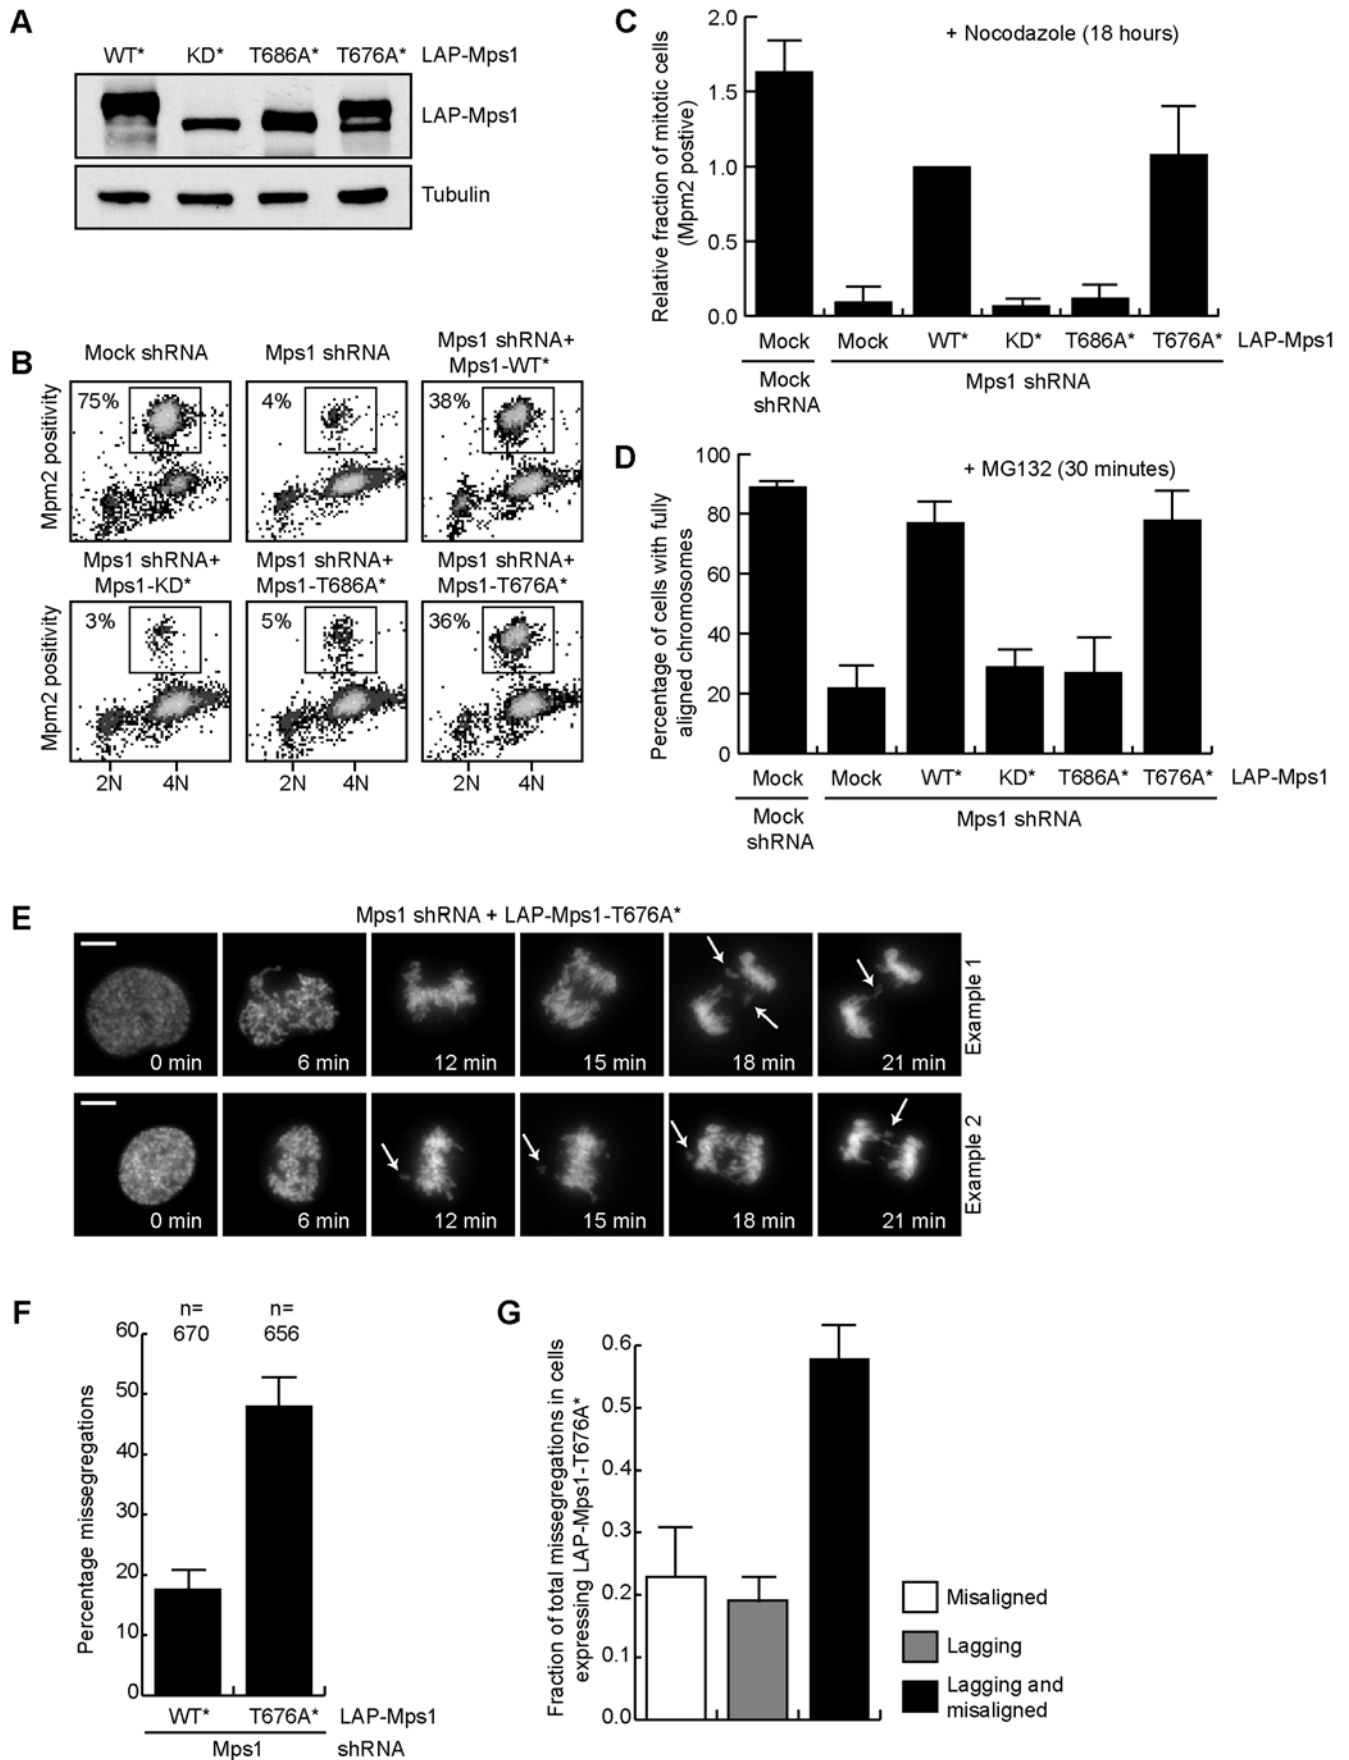 A
WT* KD* T686A* T676A* LAP-Mps1
LAP-Mps1
Tubulin
B
Mock shRNA
Mps1 shRNA
Mps1 shRNA+
Mps1-WT*
Mpm2 positivity
75%
4%
38%
Mps1 shRNA+
Mps1-KD*
Mps1 shRNA+
Mps1-T686A*
Mps1 shRNA+
Mps1-T676A*
Mpm2 positivity
3%
5%
36%
2N 4N 2N 4N 2N 4N
C
+ Nocodazole (18 hours)
Relative fraction of mitotic cells
(Mpm2 postive)
2.0
1.5
1.0
0.5
0.0
Mock Mock WT* KD* T686A* T676A* LAP-Mps1
Mock
shRNA
Mps1 shRNA
D
+ MG132 (30 minutes)
Percentage of cells with fully
aligned chromosomes
100
80
60
40
20
0
Mock Mock WT* KD* T686A* T676A* LAP-Mps1
Mock
shRNA
Mps1 shRNA
E
Mps1 shRNA + LAP-Mps1-T676A*
0 min 6 min 12 min 15 min 18 min 21 min
Example 1
0 min 6 min 12 min 15 min 18 min 21 min
Example 2
F
n=
670
n=
656
Percentage missegregations
60
50
40
30
20
10
0
WT* T676A* LAP-Mps1
Mps1 shRNA
G
Fraction of total missegregations in cells
expressing LAP-Mps1-T676A*
0.6
0.5
0.4
0.3
0.2
0.1
0.0
Misaligned
Lagging
Lagging and
misaligned